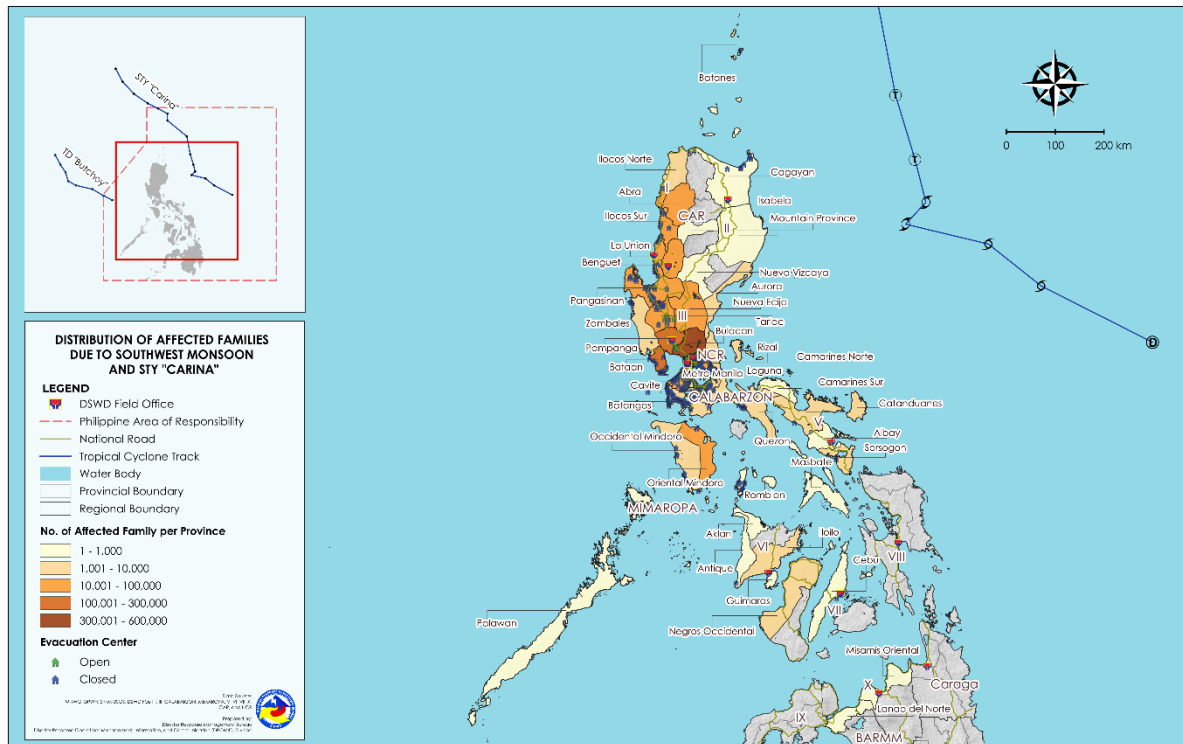 STY "Carina"
TD "Butchoy"
DISTRIBUTION OF AFFECTED FAMILIES
DUE TO SOUTHWEST MONSOON
AND STY "CARINA"
LEGEND
DSWD Field Office
Philippine Area of Responsibility
National Road
Tropical Cyclone Track
Water Body
Provincial Boundary
Regional Boundary
No. of Affected Family per Province
1 - 1,000
1,001 - 10,000
10,001 - 100,000
100,001 - 300,000
300,001 - 600,000
Evacuation Center
Open
Closed
Prepared by:
Disaster Response Management Bureau
0 100 200 km
T
T
D
Batanes
Ilocos Norte
Cagayan
I
Abra
Isabela
CAR
Ilocos Sur
Mountain Province
II
La Union
Benguet
Nueva Vizcaya
Aurora
Pangasinan
Nueva Ecija
III
Tarlac
Zambales
Bulacan
Pampanga
NCR
Rizal
Bataan
Metro Manila
Laguna
Camarines Norte
Cavite
CALABARZON
Camarines Sur
Batangas
Catanduanes
V
Albay
Occidental Mindoro
Quezon
Sorsogon
Masbate
Oriental Mindoro
Romblon
MIMAROPA
Aklan
VI
Iloilo
VIII
Antique
Cebu
Guimaras
VII
Palawan
Negros Occidental
Misamis Oriental
X
Caraga
Lanao del Norte
IX
BARMM